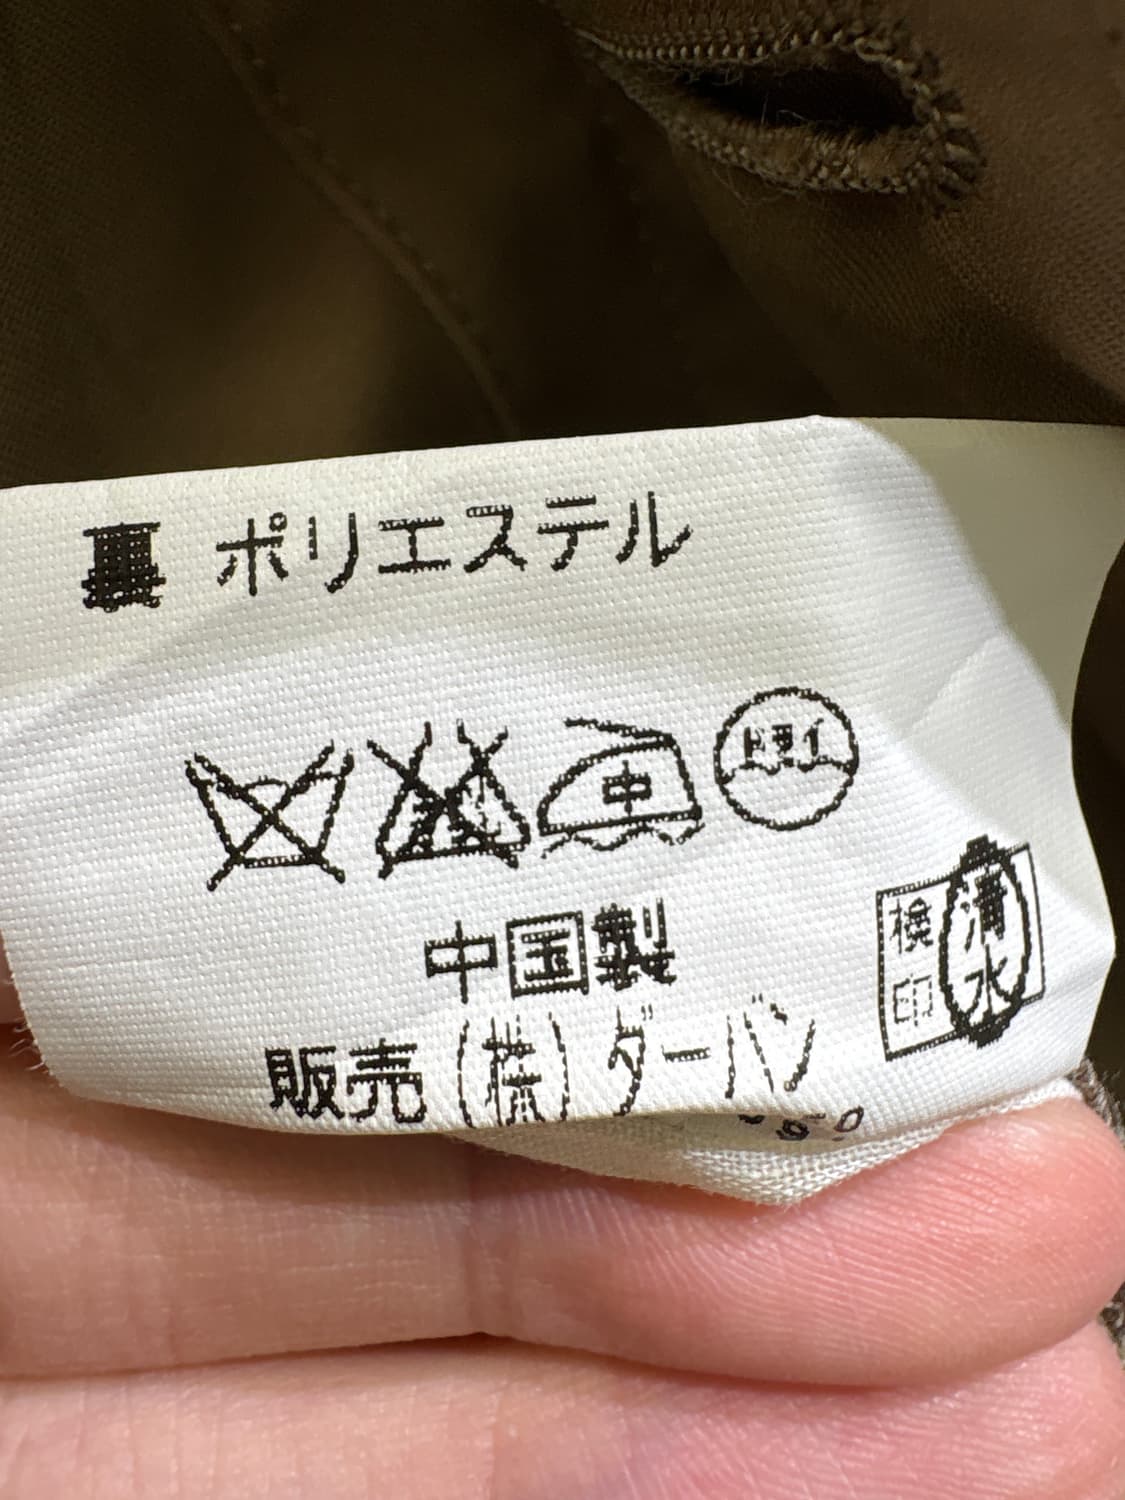 裏 ポリエステル
中
ドライ
中国製
検印
清水
販売(株)ダーバン